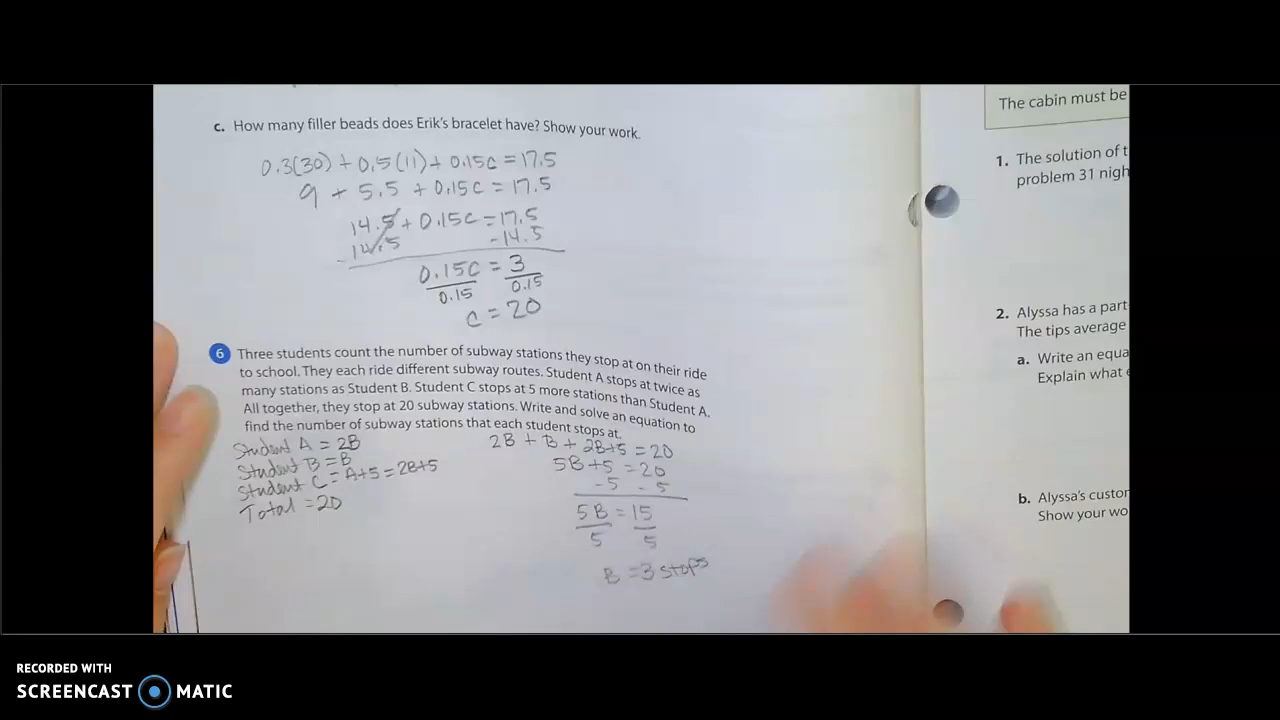 c. How many filler beads does Erik's bracelet have? Show your work.
0.3(30) + 0.5(11) + 0.15c = 17.5
9 + 5.5 + 0.15c = 17.5
14.5 + 0.15c = 17.5
- 14.5 - 14.5
0.15c = 3
0.15 0.15
c = 20
6 Three students count the number of subway stations they stop at on their ride
to school. They each ride different subway routes. Student A stops at twice as
many stations as Student B. Student C stops at 5 more stations than Student A.
All together, they stop at 20 subway stations. Write and solve an equation to
find the number of subway stations that each student stops at.
Student A = 2B
Student B = B
Student C = A+5 = 2B+5
Total = 20
2B + B + 2B+5 = 20
5B+5 = 20
-5 -5
5B = 15
5 5
B = 3 stops
The cabin must be
1. The solution of t
problem 31 nigh
2. Alyssa has a part
The tips average
a. Write an equa
Explain what e
b. Alyssa's custor
Show your wo
RECORDED WITH
SCREENCAST MATIC